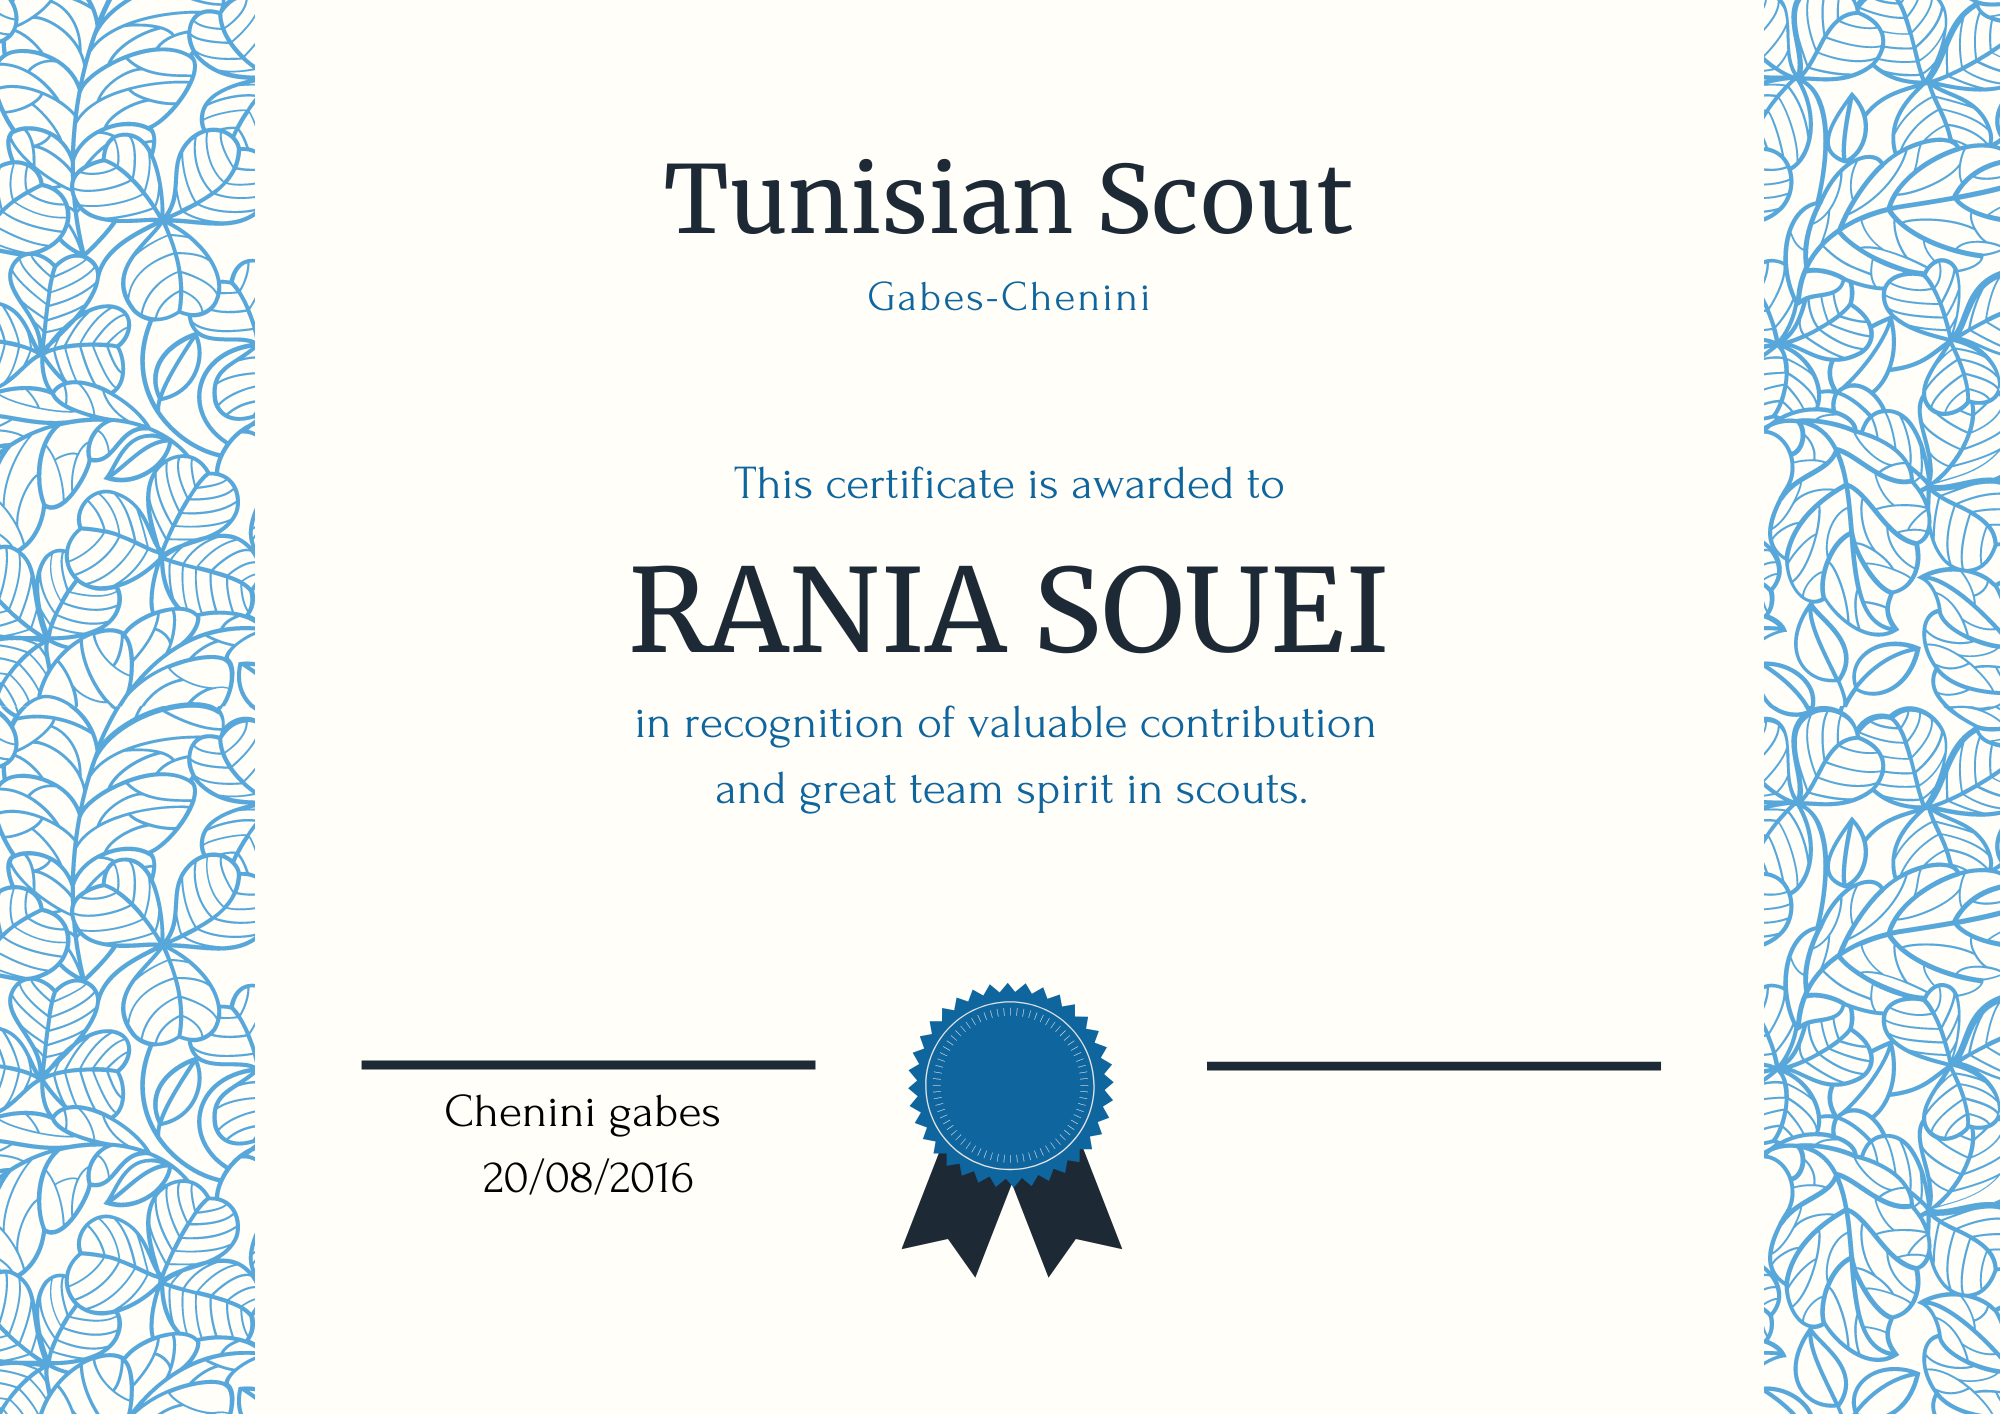 Tunisian Scout
Gabes-Chenini
This certificate is awarded to
RANIA SOUEI
in recognition of valuable contribution
and great team spirit in scouts.
Chenini gabes
20/08/2016